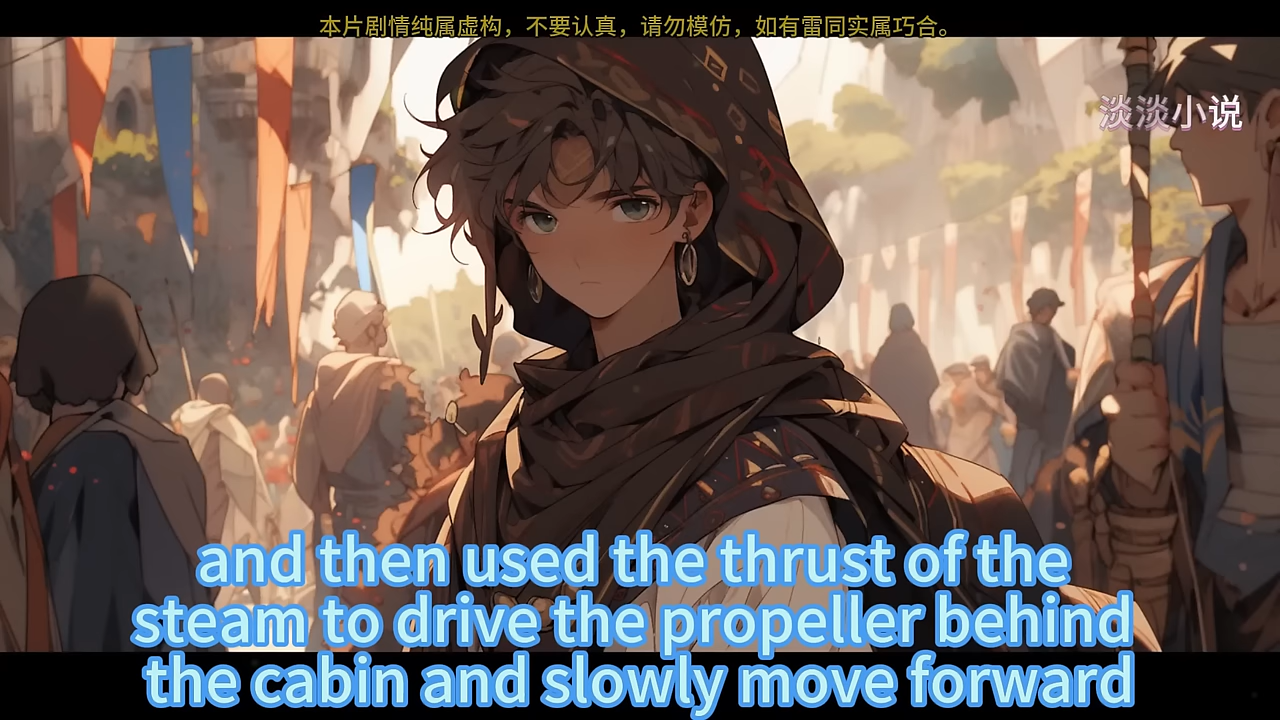 本片剧情纯属虚构，不要认真，请勿模仿，如有雷同实属巧合。
淡淡小说
and then used the thrust of the
steam to drive the propeller behind
the cabin and slowly move forward